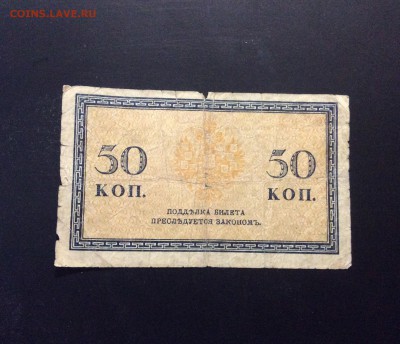 COINS.LAVE.RU
50 50
КОП. КОП.
ПОДДѢЛКА БИЛЕТА
ПРЕСЛѢДУЕТСЯ ЗАКОНОМЪ.